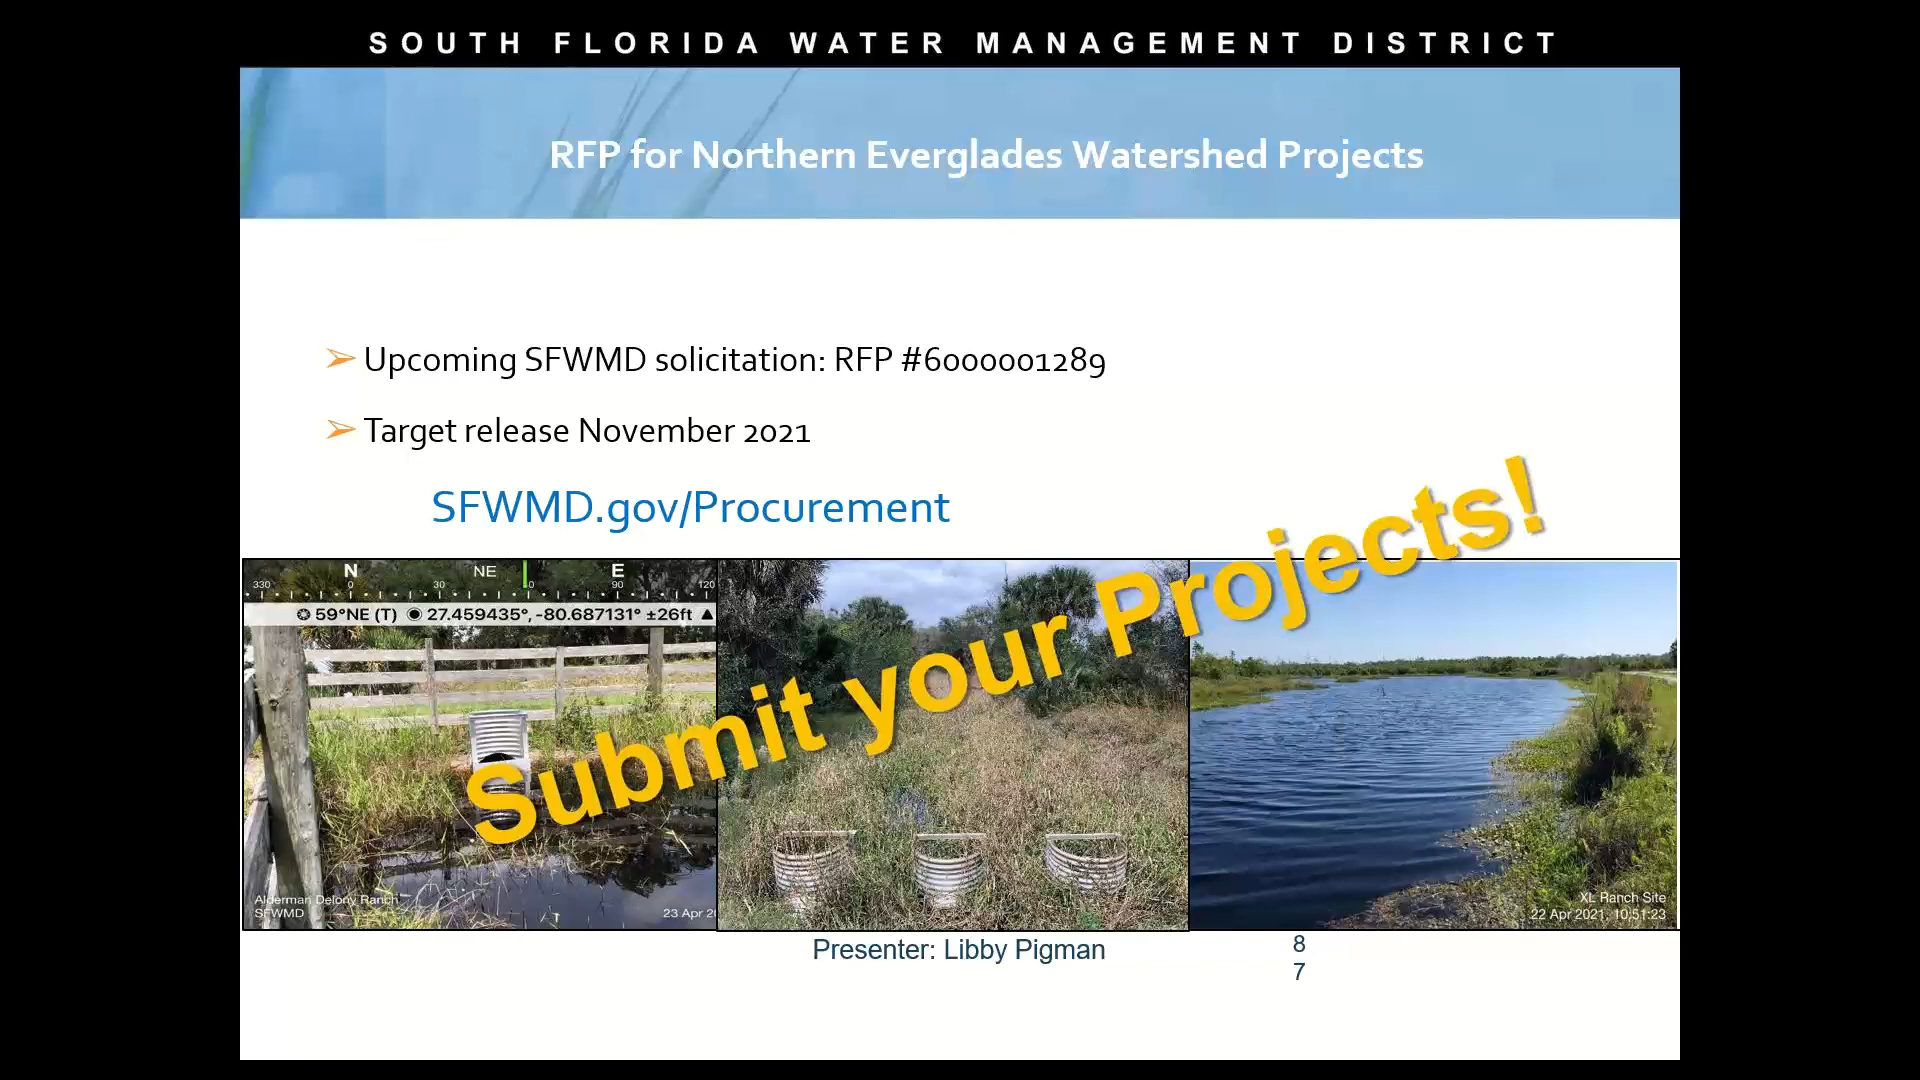 SOUTH FLORIDA WATER MANAGEMENT DISTRICT
RFP for Northern Everglades Watershed Projects
➢ Upcoming SFWMD solicitation: RFP #6000001289
➢ Target release November 2021
SFWMD.gov/Procurement
Submit your Projects!
N NE E
330 0 30 60 90 120
59°NE (T) 27.459435°, -80.687131° ±26ft ▲
Alderman Delony Ranch
SFWMD
23 Apr 20
XL Ranch Site
22 Apr 2021, 10:51:23
Presenter: Libby Pigman
8
7